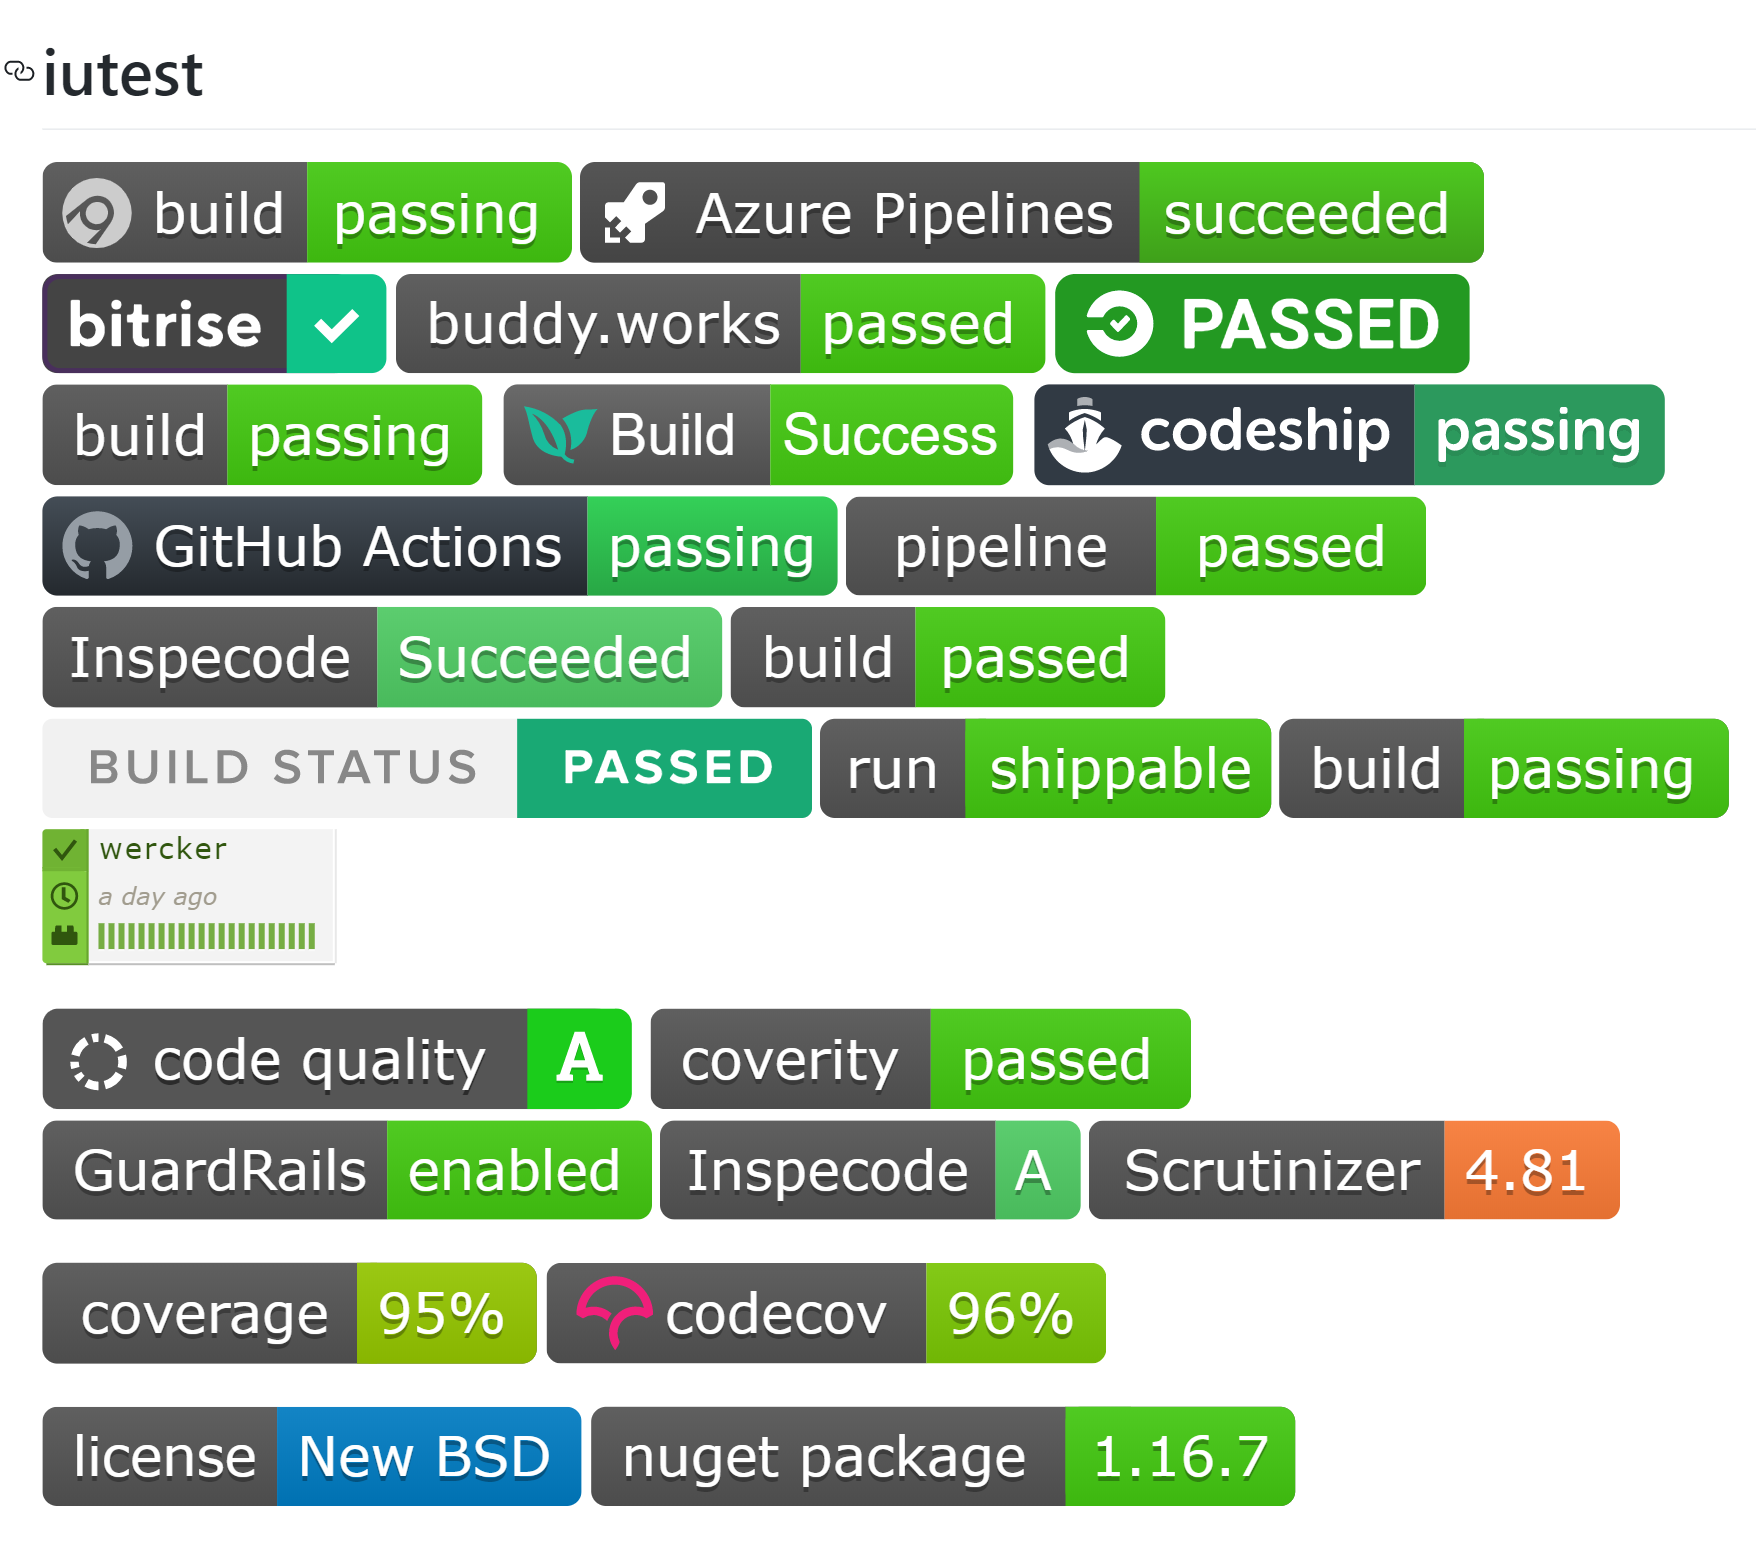 iutest
build passing Azure Pipelines succeeded
bitrise buddy.works passed PASSED
build passing Build Success codeship passing
GitHub Actions passing pipeline passed
Inspecode Succeeded build passed
BUILD STATUS PASSED run shippable build passing
wercker
a day ago
code quality A coverity passed
GuardRails enabled Inspecode A Scrutinizer 4.81
coverage 95% codecov 96%
license New BSD nuget package 1.16.7